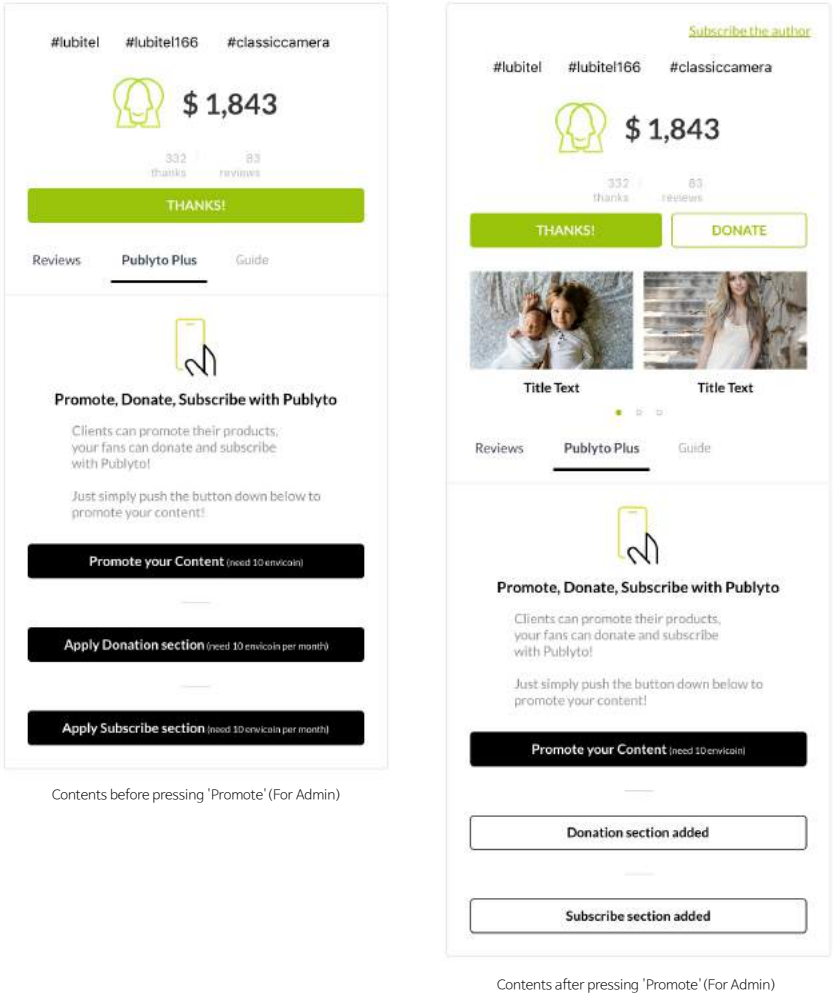 #lubitel #lubitel166 #classiccamera
$ 1,843
332 83
thanks reviews
THANKS!
Reviews Publyto Plus Guide
Promote, Donate, Subscribe with Publyto
Clients can promote their products,
your fans can donate and subscribe
with Publyto!
Just simply push the button down below to
promote your content!
Promote your Content (need 10 envicoin)
Apply Donation section (need 10 envicoin per month)
Apply Subscribe section (need 10 envicoin per month)
Contents before pressing 'Promote' (For Admin)
Subscribe the author
#lubitel #lubitel166 #classiccamera
$ 1,843
332 83
thanks reviews
THANKS! DONATE
Title Text Title Text
Reviews Publyto Plus Guide
Promote, Donate, Subscribe with Publyto
Clients can promote their products,
your fans can donate and subscribe
with Publyto!
Just simply push the button down below to
promote your content!
Promote your Content (need 10 envicoin)
Donation section added
Subscribe section added
Contents after pressing 'Promote' (For Admin)